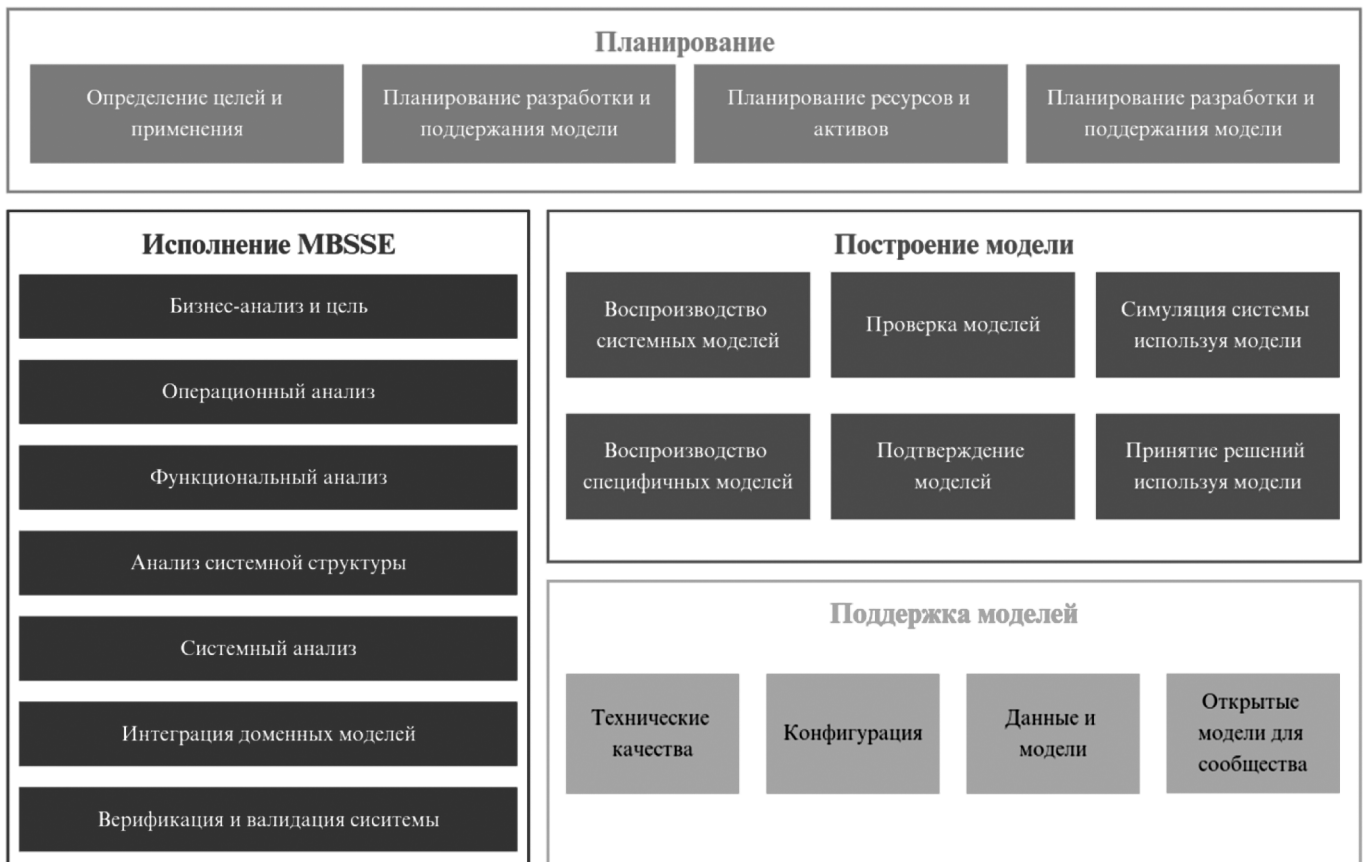 Планирование
Определение целей и
применения
Планирование разработки и
поддержания модели
Планирование ресурсов и
активов
Планирование разработки и
поддержания модели
Исполнение MBSSE
Бизнес-анализ и цель
Операционный анализ
Функциональный анализ
Анализ системной структуры
Системный анализ
Интеграция доменных моделей
Верификация и валидация сиситемы
Построение модели
Воспроизводство
системных моделей
Проверка моделей
Симуляция системы
используя модели
Воспроизводство
специфичных моделей
Подтверждение
моделей
Принятие решений
используя модели
Поддержка моделей
Технические
качества
Конфигурация
Данные и
модели
Открытые
модели для
сообщества